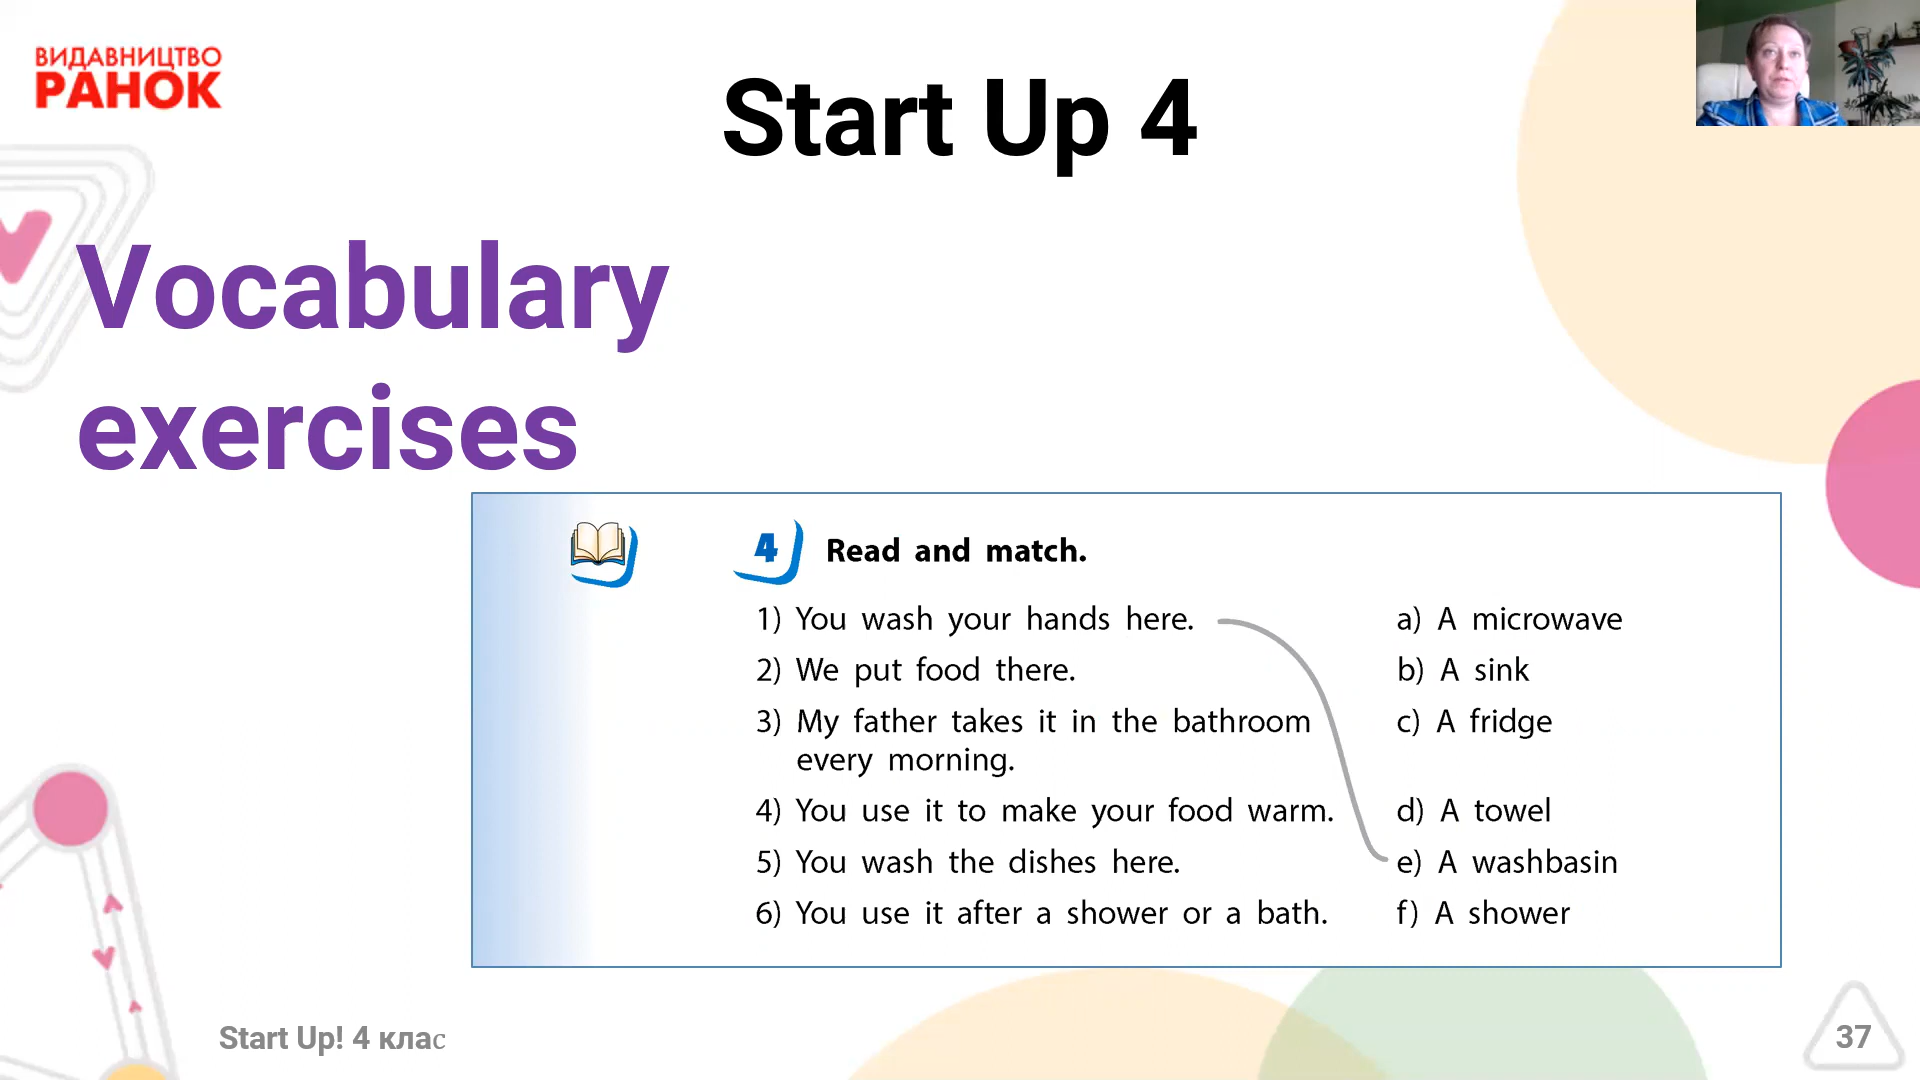 ВИДАВНИЦТВО
РАНОК
Start Up 4
Vocabulary
exercises
4 Read and match.
1) You wash your hands here.
2) We put food there.
3) My father takes it in the bathroom
every morning.
4) You use it to make your food warm.
5) You wash the dishes here.
6) You use it after a shower or a bath.
a) A microwave
b) A sink
c) A fridge
d) A towel
e) A washbasin
f) A shower
Start Up! 4 клас
37